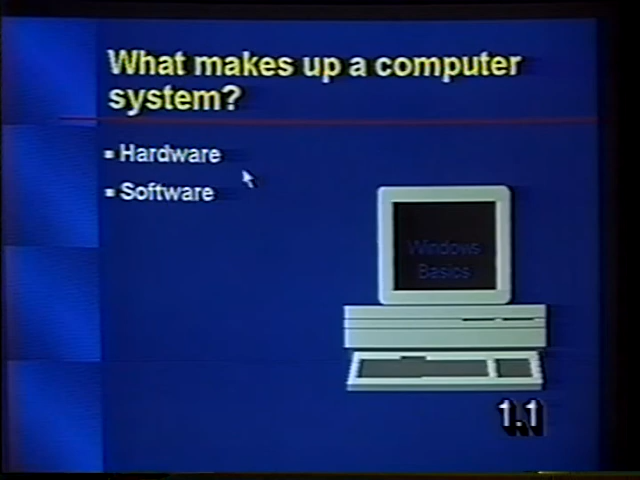 What makes up a computer
system?
Hardware
Software
Windows
Basics
1.1